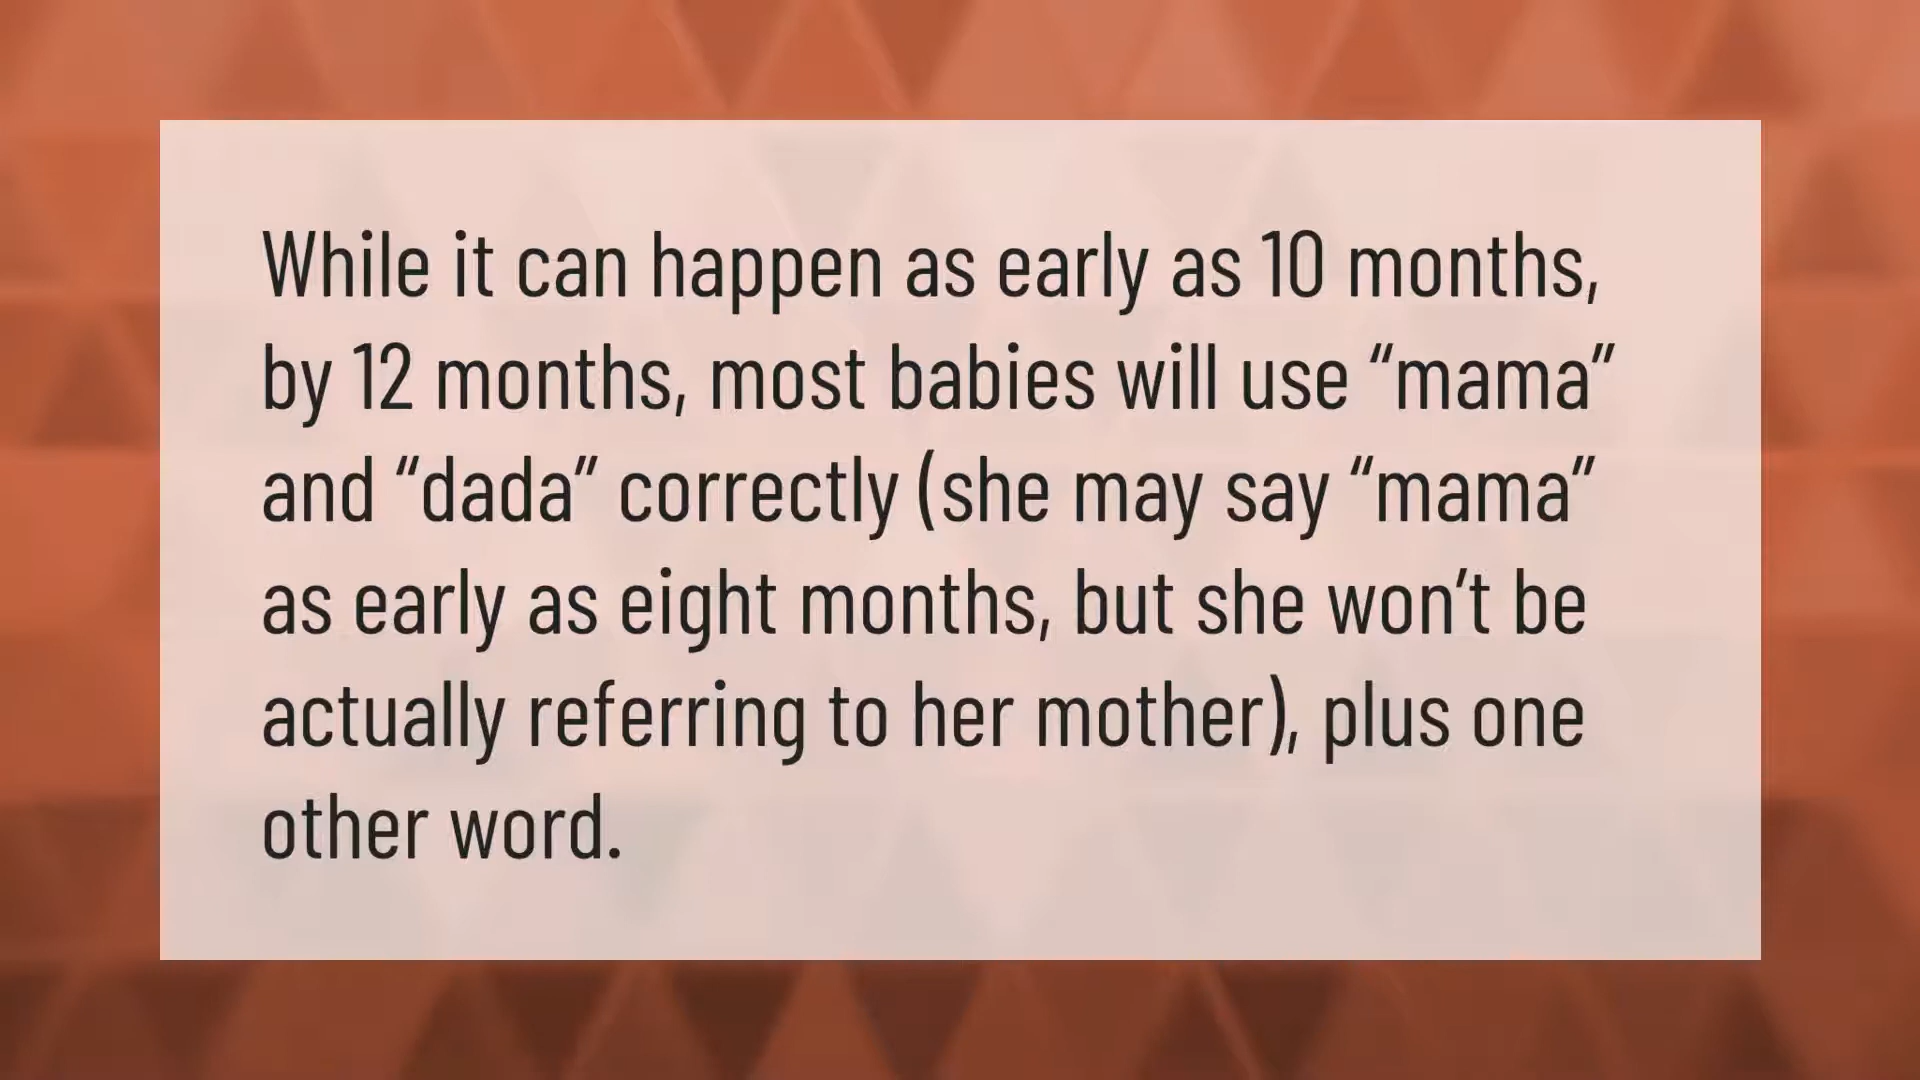 While it can happen as early as 10 months,
by 12 months, most babies will use “mama”
and “dada” correctly (she may say “mama”
as early as eight months, but she won’t be
actually referring to her mother), plus one
other word.